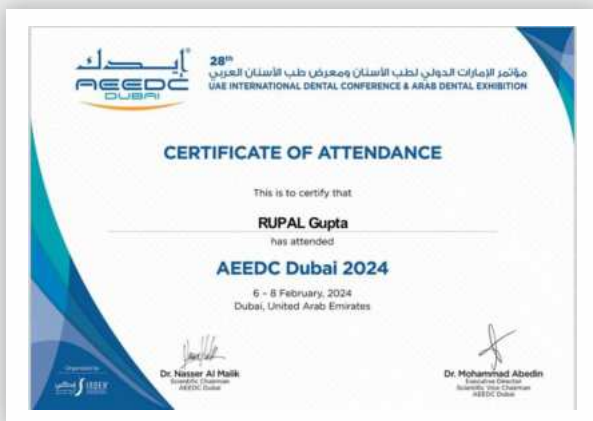 إيدك
AEEDC
DUBAI
28th
مؤتمر الإمارات الدولي لطب الأسنان ومعرض طب الأسنان العربي
UAE INTERNATIONAL DENTAL CONFERENCE & ARAB DENTAL EXHIBITION
CERTIFICATE OF ATTENDANCE
This is to certify that
RUPAL Gupta
has attended
AEEDC Dubai 2024
6 - 8 February, 2024
Dubai, United Arab Emirates
Dr. Nasser Al Malik
Scientific Chairman
AEEDC Dubai
Dr. Mohammad Abedin
Executive Director
Scientific Vice Chairman
AEEDC Dubai
Organised by
INDEX